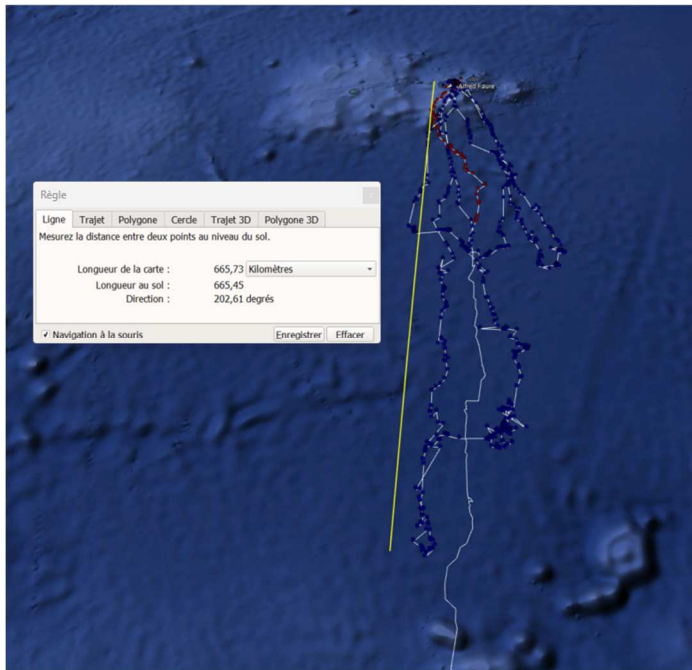 Alfred Faure
Règle
Ligne Trajet Polygone Cercle Trajet 3D Polygone 3D
Mesurez la distance entre deux points au niveau du sol.
Longueur de la carte : 665,73 Kilomètres
Longueur au sol : 665,45
Direction : 202,61 degrés
Navigation à la souris Enregistrer Effacer